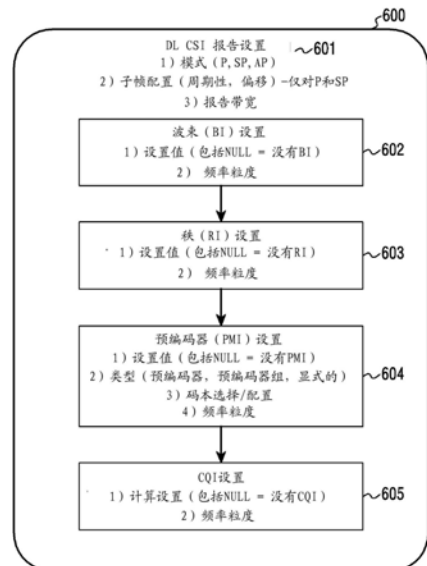 600
DL CSI 报告设置
601
1) 模式 (P,SP,AP)
2) 子帧配置 (周期性, 偏移) -仅对P和SP
3) 报告带宽
波束 (BI) 设置
1) 设置值 (包括NULL = 没有BI)
2) 频率粒度
602
秩 (RI) 设置
1) 设置值 (包括NULL = 没有RI)
2) 频率粒度
603
预编码器 (PMI) 设置
1) 设置值 (包括NULL = 没有PMI)
2) 类型 (预编码器, 预编码器组, 显式的)
3) 码本选择/配置
4) 频率粒度
604
CQI设置
1) 计算设置 (包括NULL = 没有CQI)
2) 频率粒度
605